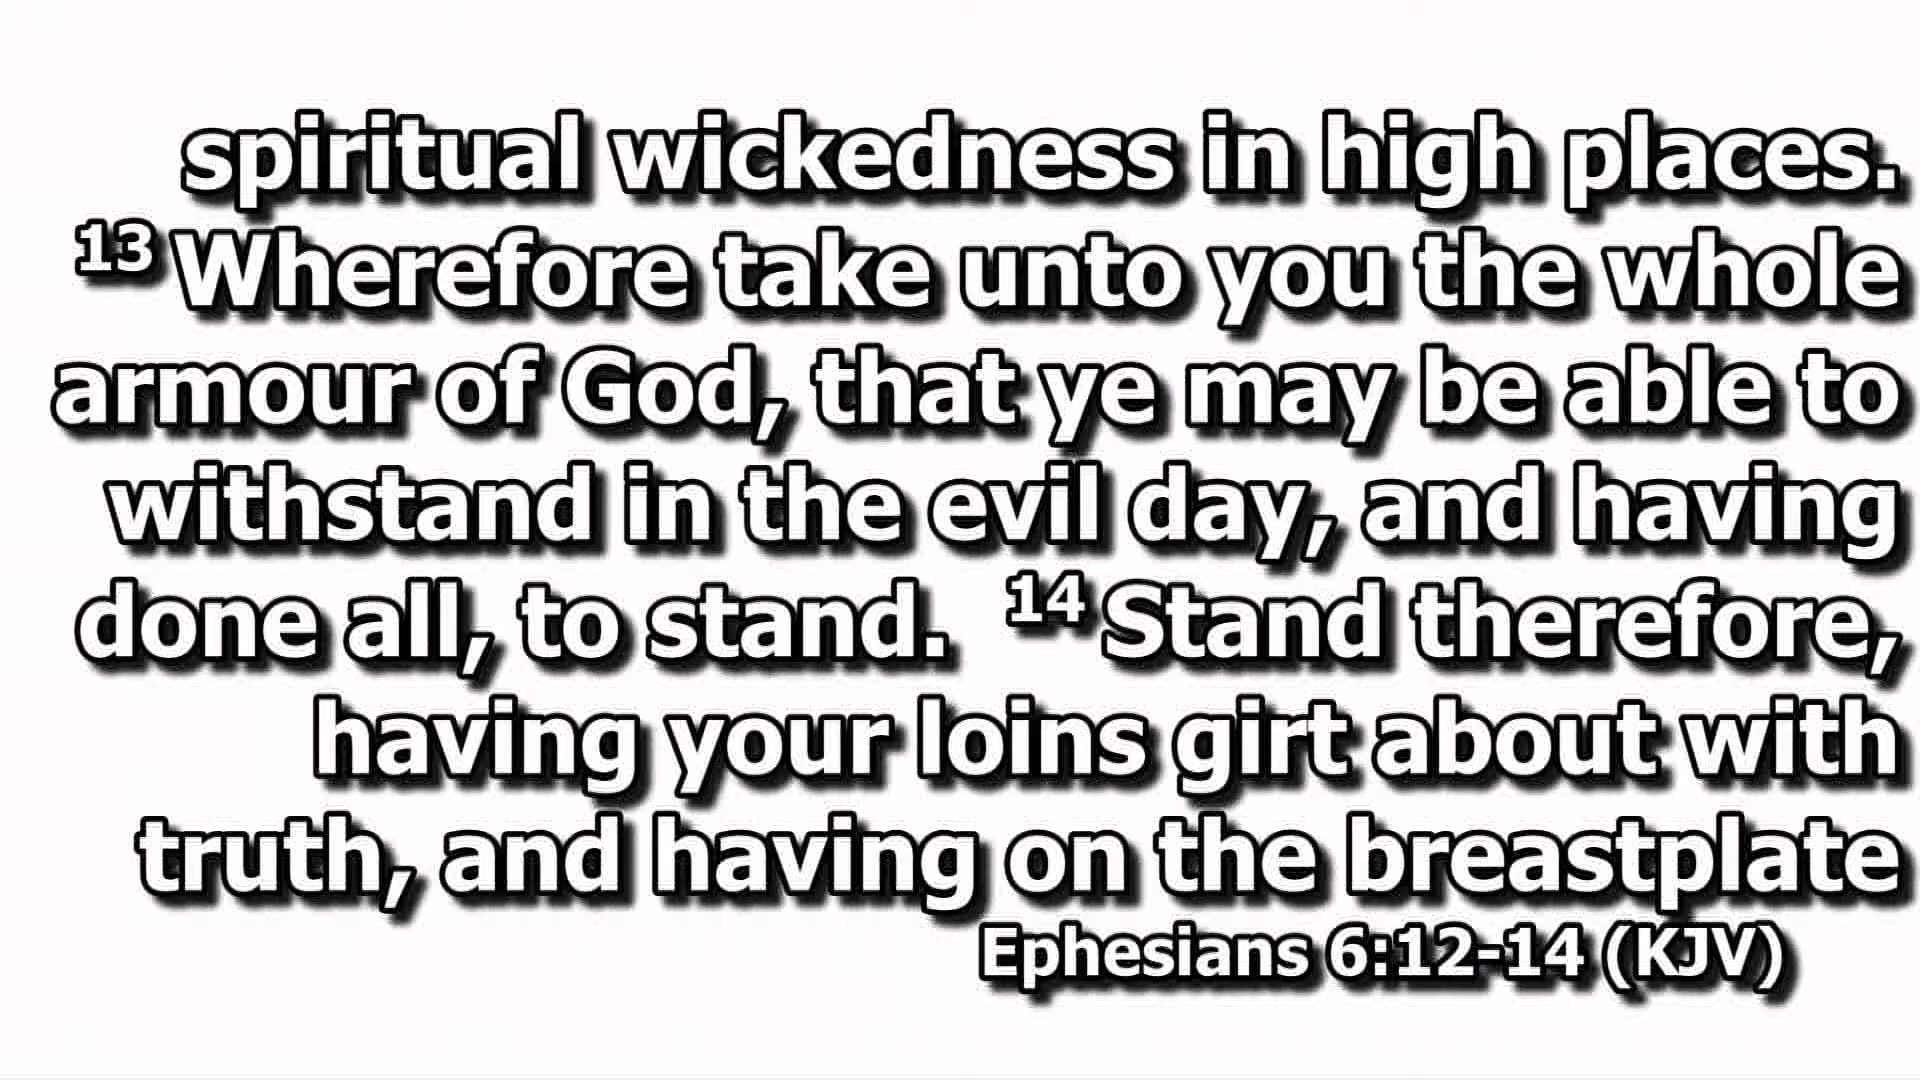 spiritual wickedness in high places.
13 Wherefore take unto you the whole
armour of God, that ye may be able to
withstand in the evil day, and having
done all, to stand. 14 Stand therefore,
having your loins girt about with
truth, and having on the breastplate
Ephesians 6:12-14 (KJV)